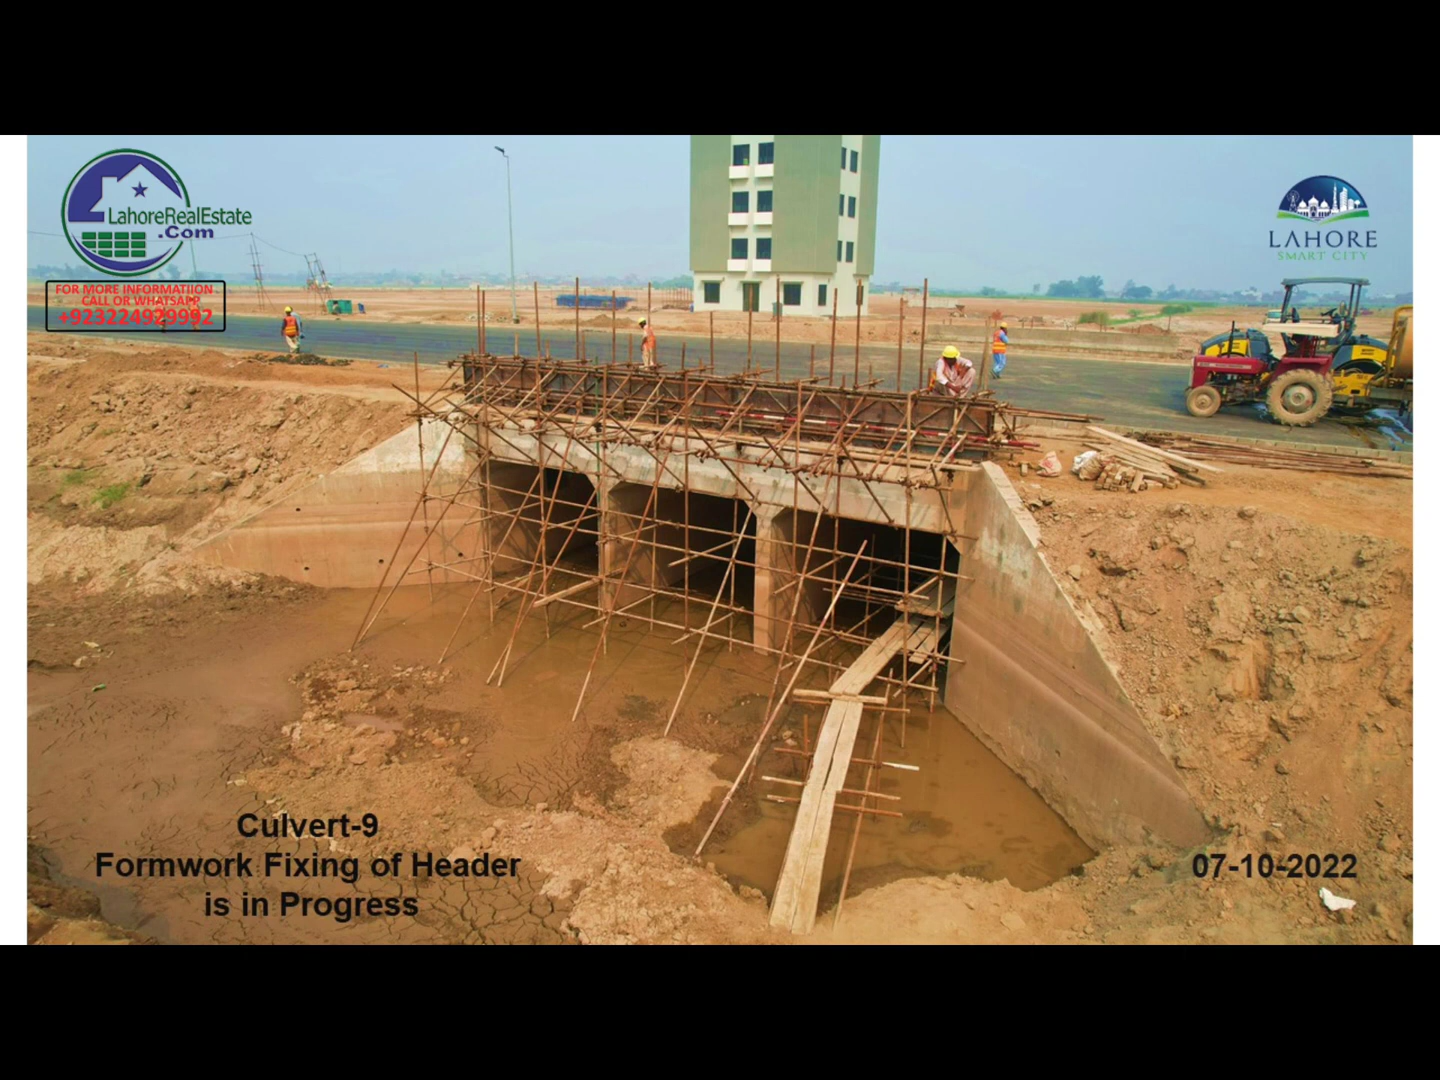 LahoreRealEstate
.Com
FOR MORE INFORMATIION
CALL OR WHATSAPP
+923224929992
LAHORE
SMART CITY
Culvert-9
Formwork Fixing of Header
is in Progress
07-10-2022